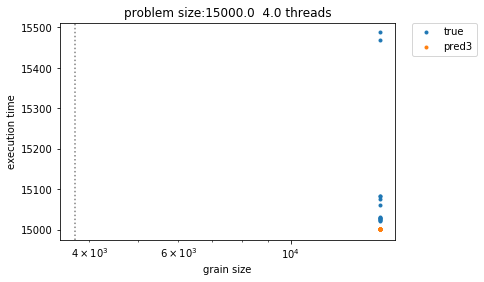 problem size:15000.0  4.0 threads
15500
15400
15300
15200
15100
15000
execution time
4 × 10³
6 × 10³
10⁴
grain size
true
pred3